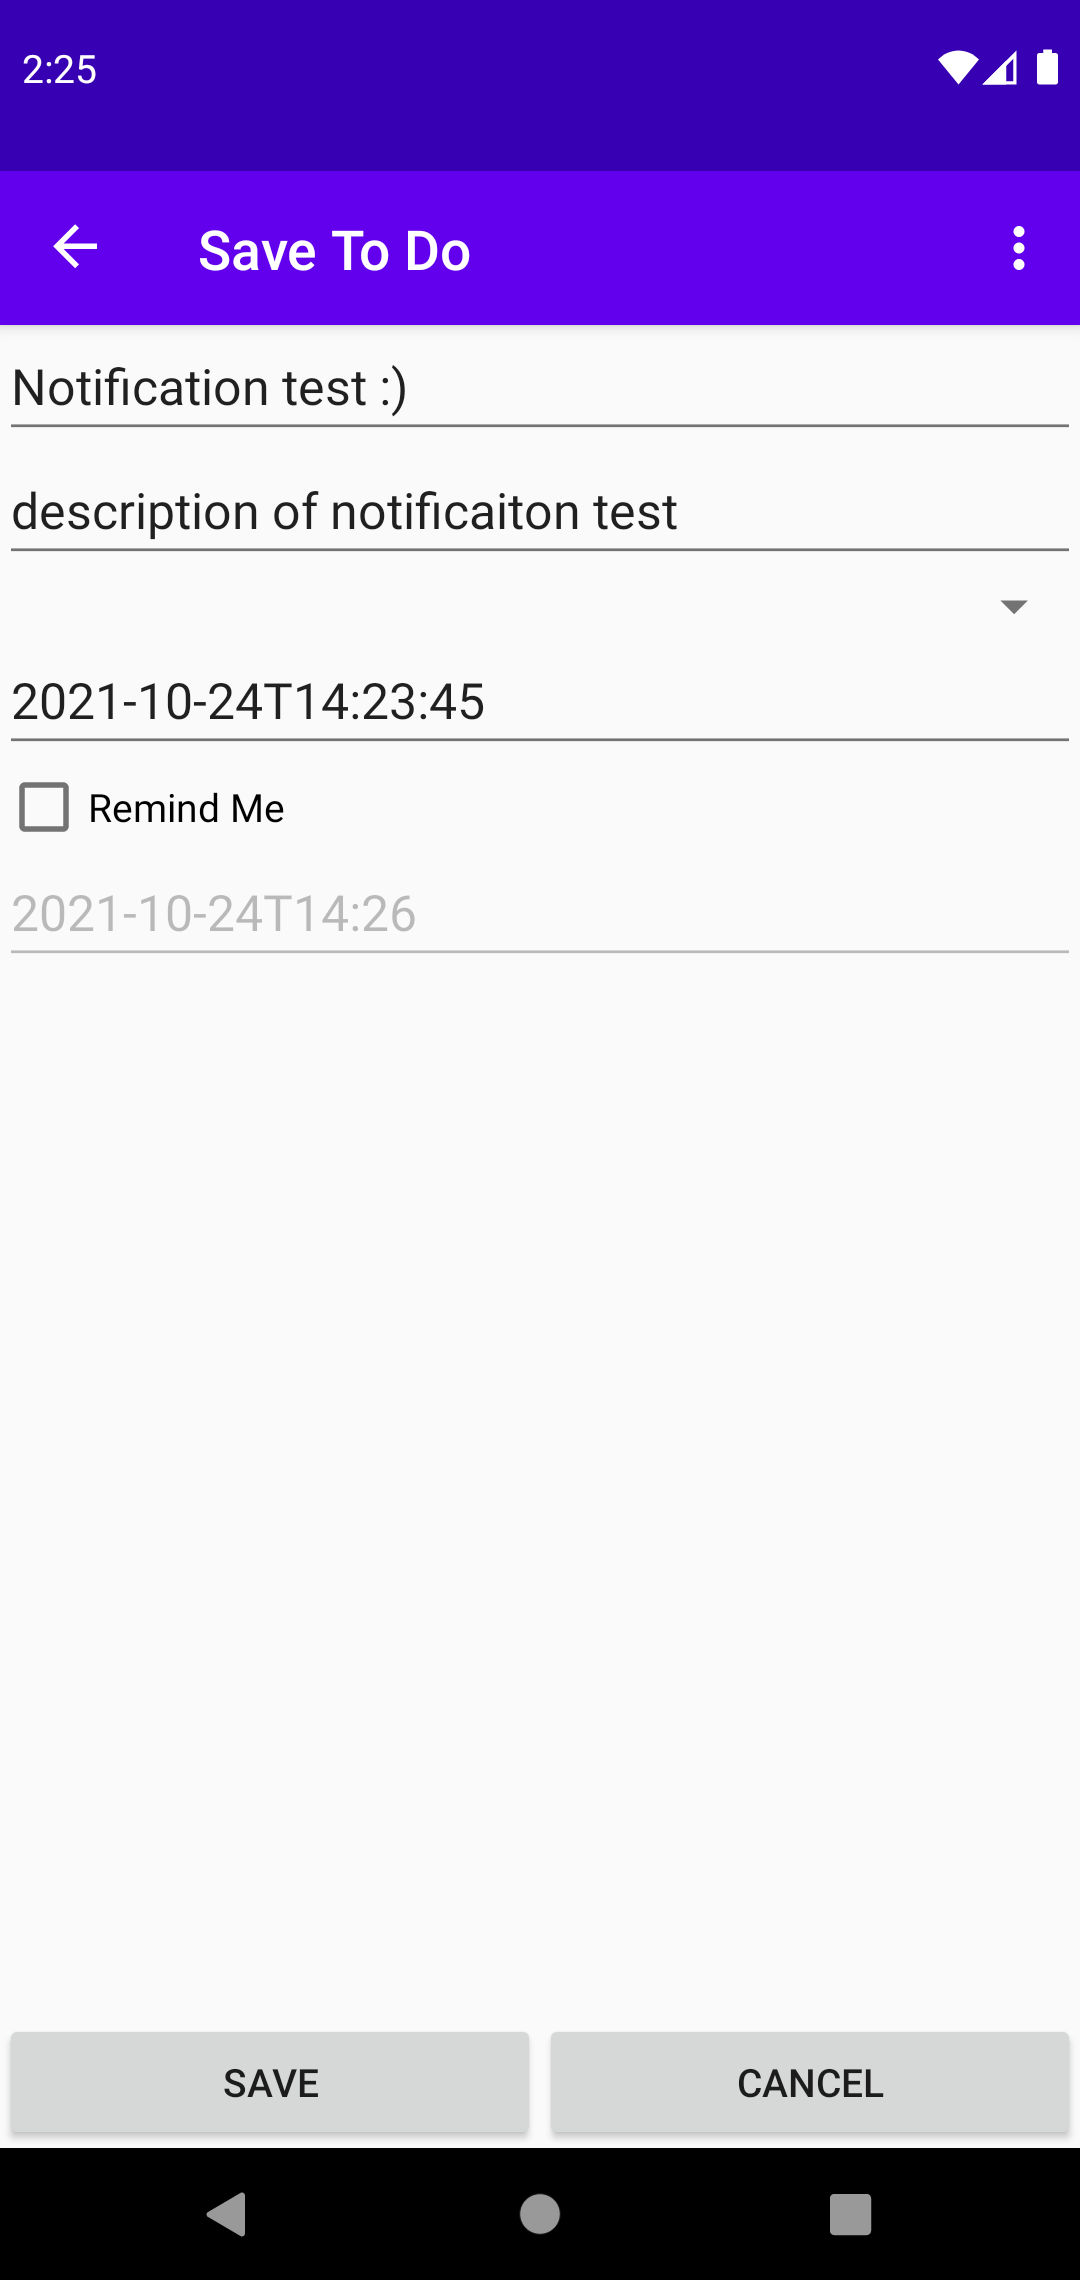 2:25
Save To Do
Notification test :)
description of notificaiton test
2021-10-24T14:23:45
Remind Me
2021-10-24T14:26
SAVE
CANCEL